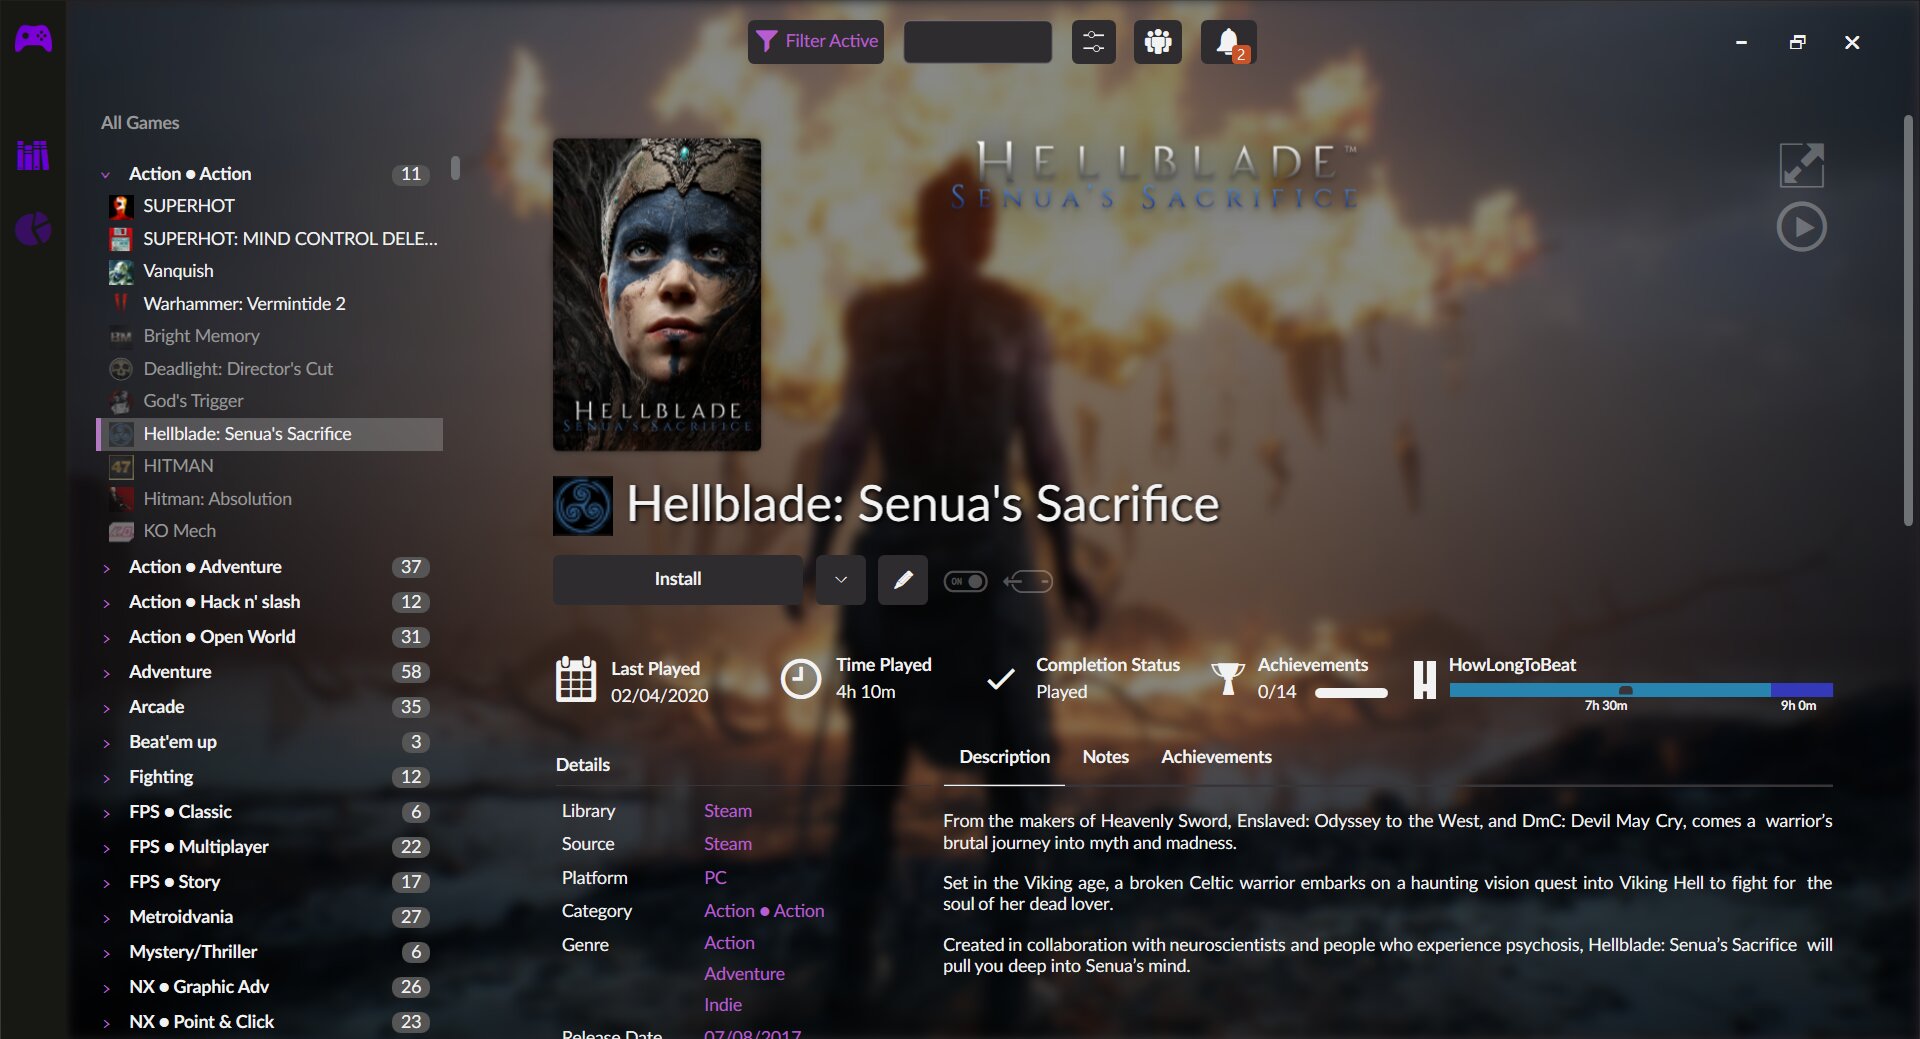 Filter Active
2
All Games
Action ● Action 11
SUPERHOT
SUPERHOT: MIND CONTROL DELE...
Vanquish
Warhammer: Vermintide 2
BM Bright Memory
Deadlight: Director's Cut
God's Trigger
Hellblade: Senua's Sacrifice
47 HITMAN
Hitman: Absolution
KO Mech
Action ● Adventure 37
Action ● Hack n' slash 12
Action ● Open World 31
Adventure 58
Arcade 35
Beat'em up 3
Fighting 12
FPS ● Classic 6
FPS ● Multiplayer 22
FPS ● Story 17
Metroidvania 27
Mystery/Thriller 6
NX ● Graphic Adv 26
NX ● Point & Click 23
HELLBLADE
SENUA'S SACRIFICE
HELLBLADE™
SENUA'S SACRIFICE
Hellblade: Senua's Sacrifice
Install
ON
Last Played
02/04/2020
Time Played
4h 10m
Completion Status
Played
Achievements
0/14
HowLongToBeat
7h 30m 9h 0m
Details
Library Steam
Source Steam
Platform PC
Category Action ● Action
Genre Action
Adventure
Indie
Release Date 07/08/2017
Description Notes Achievements
From the makers of Heavenly Sword, Enslaved: Odyssey to the West, and DmC: Devil May Cry, comes a warrior’s
brutal journey into myth and madness.
Set in the Viking age, a broken Celtic warrior embarks on a haunting vision quest into Viking Hell to fight for the
soul of her dead lover.
Created in collaboration with neuroscientists and people who experience psychosis, Hellblade: Senua’s Sacrifice will
pull you deep into Senua’s mind.